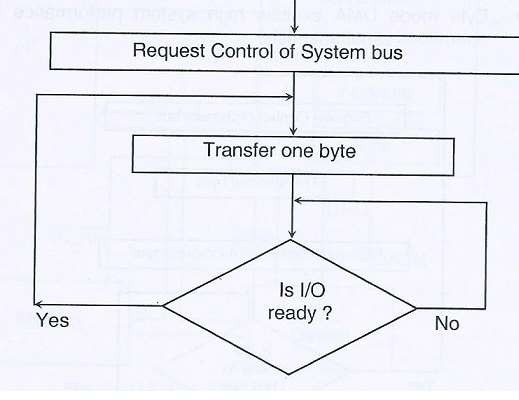 Request Control of System bus
Transfer one byte
Is I/O
ready ?
Yes
No